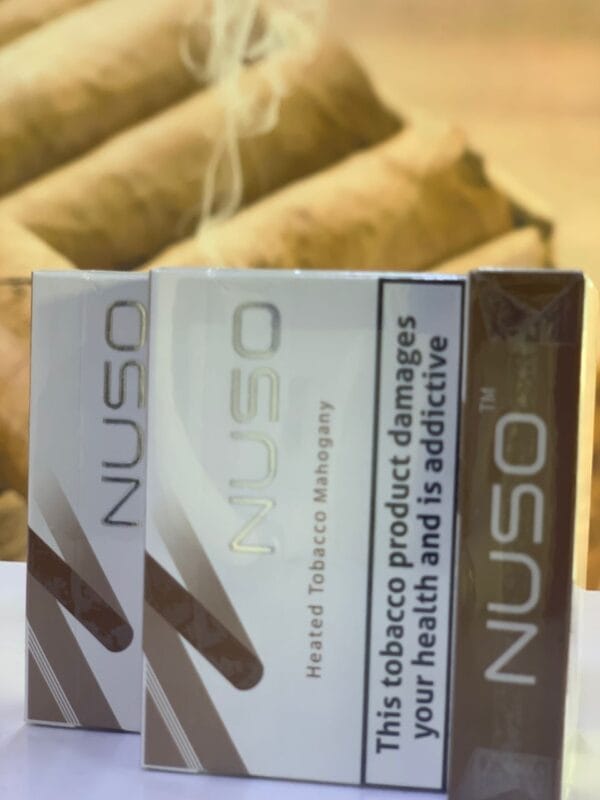 NUSO
NUSO
Heated Tobacco Mahogany
This tobacco product damages
your health and is addictive
NUSO™